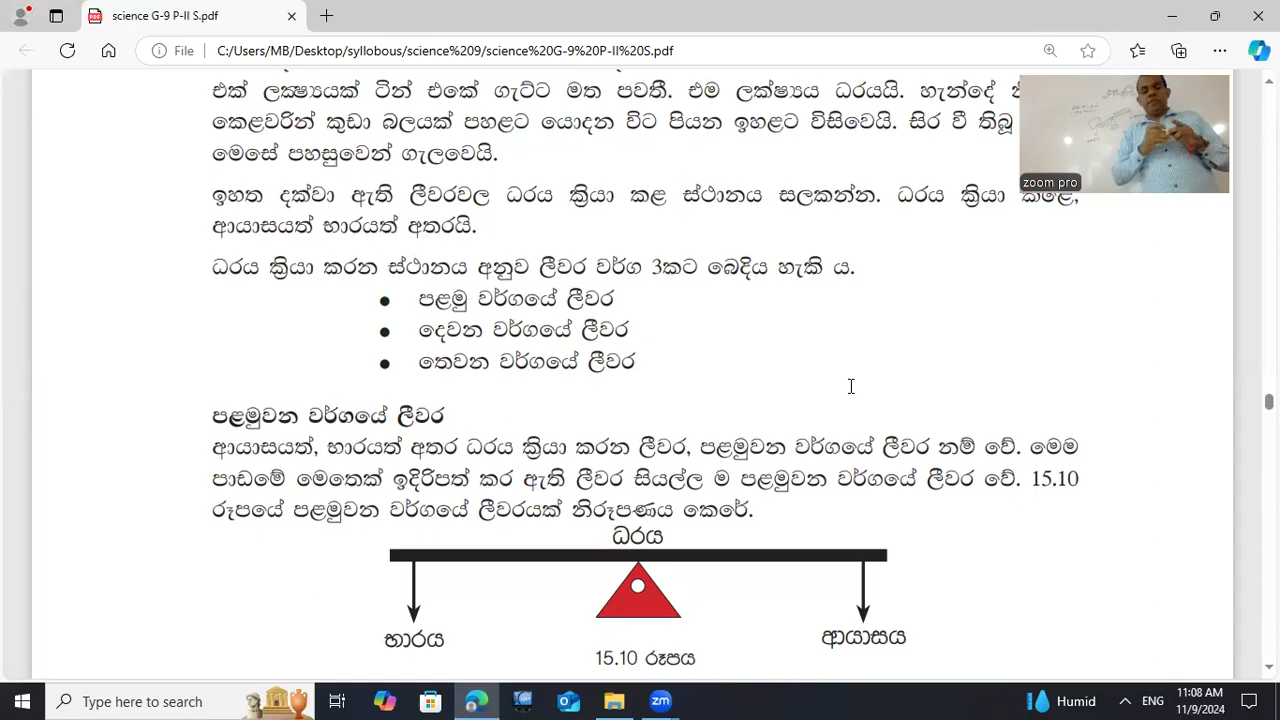 science G-9 P-II S.pdf
File
C:/Users/MB/Desktop/syllobous/science%209/science%20G-9%20P-II%20S.pdf
එක් ලක්ෂ්‍යයක් ටින් එකේ ගැට්ට මත පවතී. එම ලක්ෂ්‍යය ධරයයි. හැන්දේ
කෙළවරින් කුඩා බලයක් පහළට යොදන විට පියන ඉහළට විසිවෙයි. සිර වී තිබූ
මෙසේ පහසුවෙන් ගැලවෙයි.
zoom pro
ඉහත දක්වා ඇති ලීවරවල ධරය ක්‍රියා කළ ස්ථානය සලකන්න. ධරය ක්‍රියා කළේ,
ආයාසයත් භාරයත් අතරයි.
ධරය ක්‍රියා කරන ස්ථානය අනුව ලීවර වර්ග 3කට බෙදිය හැකි ය.
● පළමු වර්ගයේ ලීවර
● දෙවන වර්ගයේ ලීවර
● තෙවන වර්ගයේ ලීවර
පළමුවන වර්ගයේ ලීවර
ආයාසයත්, භාරයත් අතර ධරය ක්‍රියා කරන ලීවර, පළමුවන වර්ගයේ ලීවර නම් වේ. මෙම
පාඩමේ මෙතෙක් ඉදිරිපත් කර ඇති ලීවර සියල්ල ම පළමුවන වර්ගයේ ලීවර වේ. 15.10
රූපයේ පළමුවන වර්ගයේ ලීවරයක් නිරූපණය කෙරේ.
ධරය
භාරය
ආයාසය
15.10 රූපය
Type here to search
Humid
ENG
11:08 AM
11/9/2024